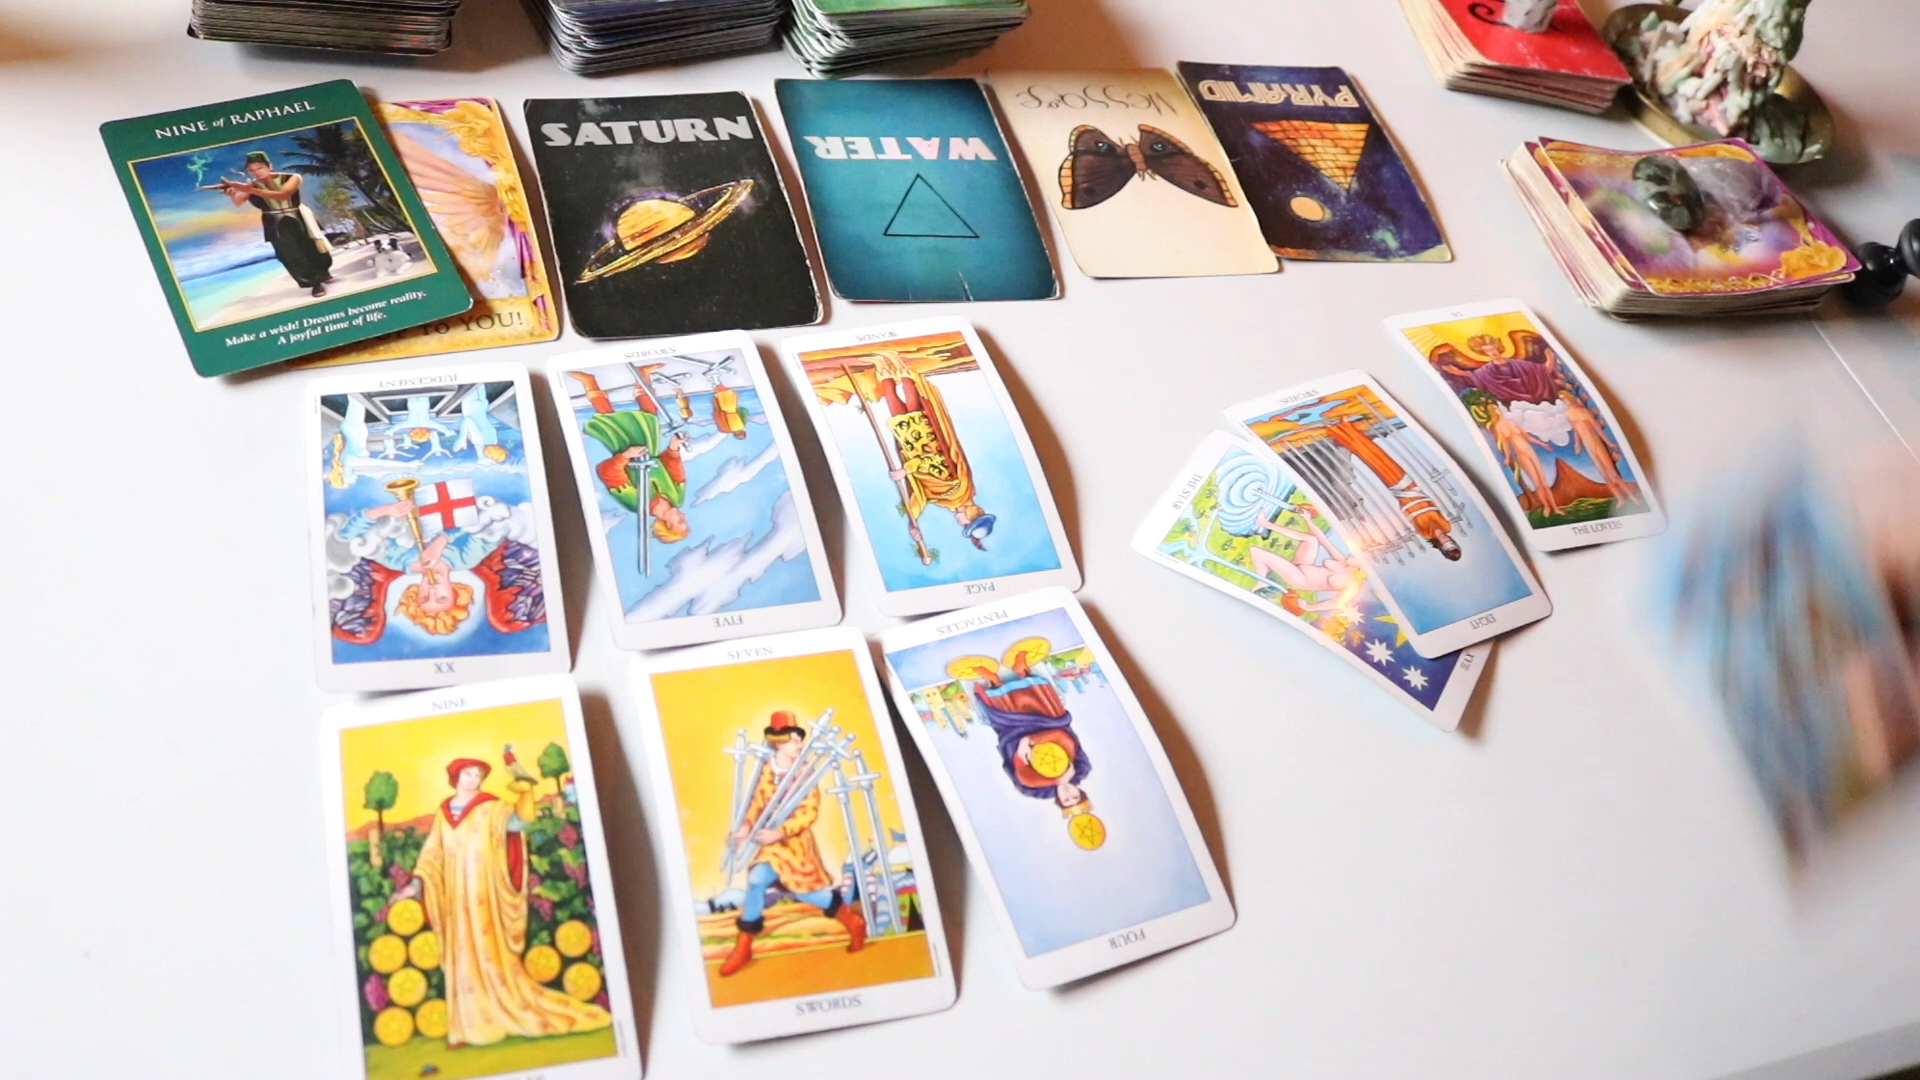 NINE of RAPHAEL
Make a wish! Dreams become reality.
A joyful time of life.
TO YOU!
SATURN
WATER
Message
PYRAMID
JUDGEMENT
XX
SWORDS
FIVE
WANDS
PAGE
NINE
SEVEN
SWORDS
PENTACLES
FOUR
THE STAR
XVII
SWORDS
EIGHT
VI
THE LOVERS